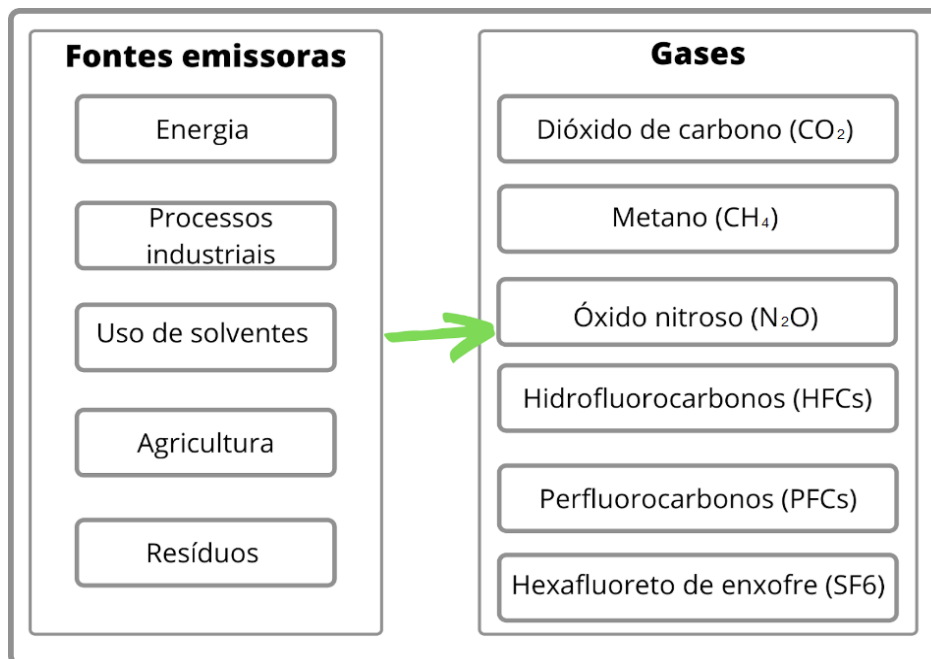 Fontes emissoras
Energia
Processos
industriais
Uso de solventes
Agricultura
Resíduos
Gases
Dióxido de carbono (CO₂)
Metano (CH₄)
Óxido nitroso (N₂O)
Hidrofluorocarbonos (HFCs)
Perfluorocarbonos (PFCs)
Hexafluoreto de enxofre (SF6)